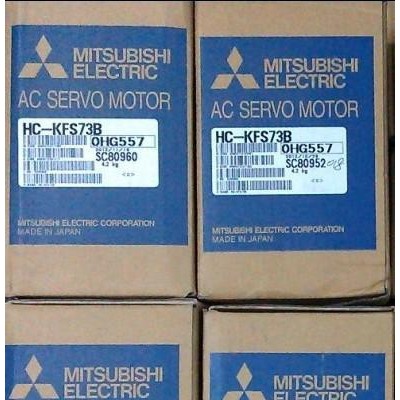 MITSUBISHI
ELECTRIC
AC SERVO MOTOR
HC-KFS73B
0HG557
SC80960
4.2 kg
MITSUBISHI ELECTRIC CORPORATION
MADE IN JAPAN
MITSUBISHI
ELECTRIC
AC SERVO MOTOR
HC-KFS73B
0HG557
SC80952
4.2 kg
MITSUBISHI ELECTRIC CORPORATION
MADE IN JAPAN
MITSUBISHI
ELECTRIC
MITSUBISHI
ELECTRIC